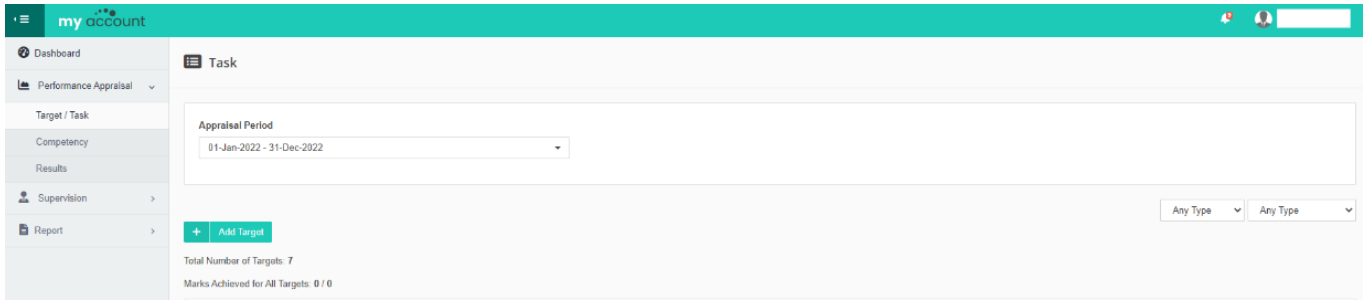 my account
Dashboard
Performance Appraisal
Target / Task
Competency
Results
Supervision
Report
Task
Appraisal Period
01-Jan-2022 - 31-Dec-2022
Any Type Any Type
+ Add Target
Total Number of Targets: 7
Marks Achieved for All Targets: 0 / 0